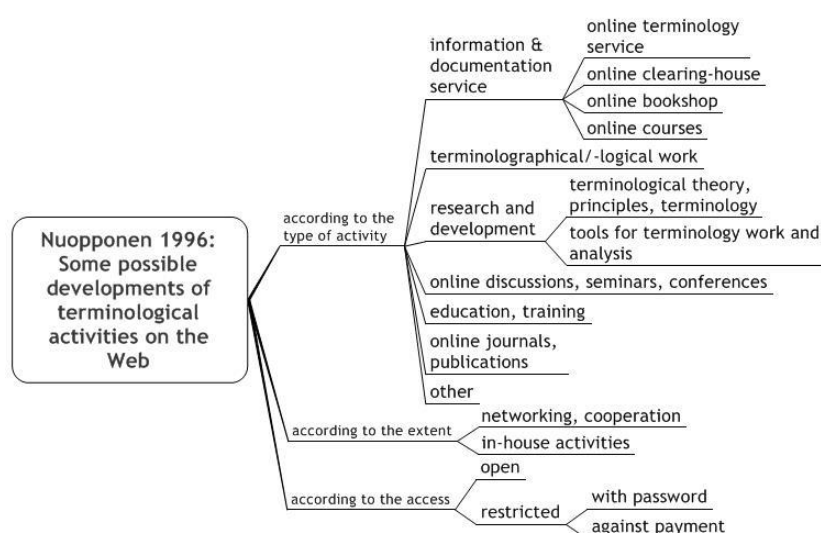 Nuopponen 1996:
Some possible
developments of
terminological
activities on the
Web
according to the
type of activity
information &
documentation
service
online terminology
service
online clearing-house
online bookshop
online courses
terminolographical/-logical work
research and
development
terminological theory,
principles, terminology
tools for terminology work and
analysis
online discussions, seminars, conferences
education, training
online journals,
publications
other
according to the extent
networking, cooperation
in-house activities
according to the access
open
restricted
with password
against payment